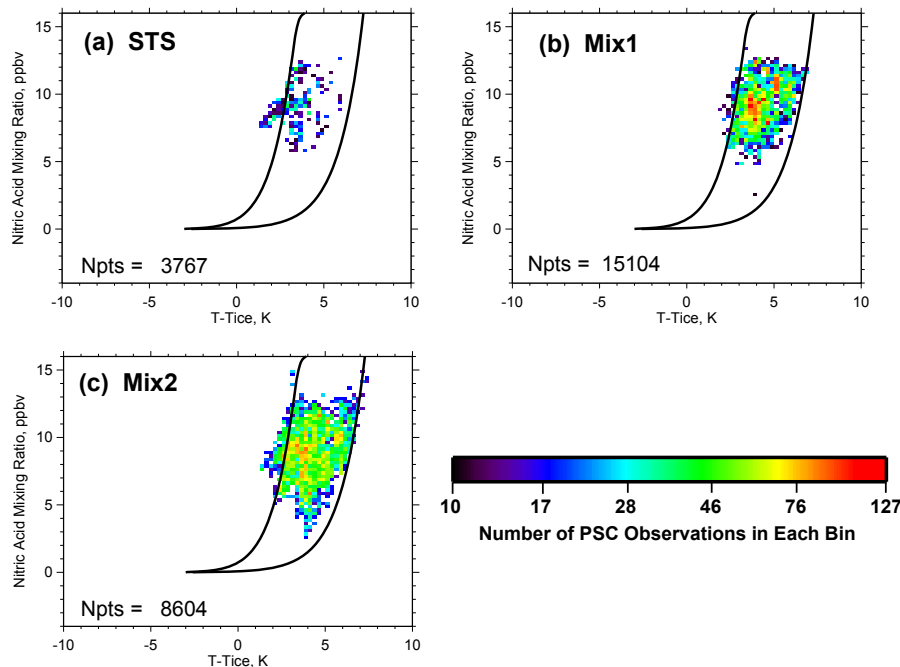 (a) STS
Nitric Acid Mixing Ratio, ppbv
15
10
5
0
Npts = 3767
-10 -5 0 5 10
T-Tice, K
(b) Mix1
Nitric Acid Mixing Ratio, ppbv
15
10
5
0
Npts = 15104
-10 -5 0 5 10
T-Tice, K
(c) Mix2
Nitric Acid Mixing Ratio, ppbv
15
10
5
0
Npts = 8604
-10 -5 0 5 10
T-Tice, K
10 17 28 46 76 127
Number of PSC Observations in Each Bin